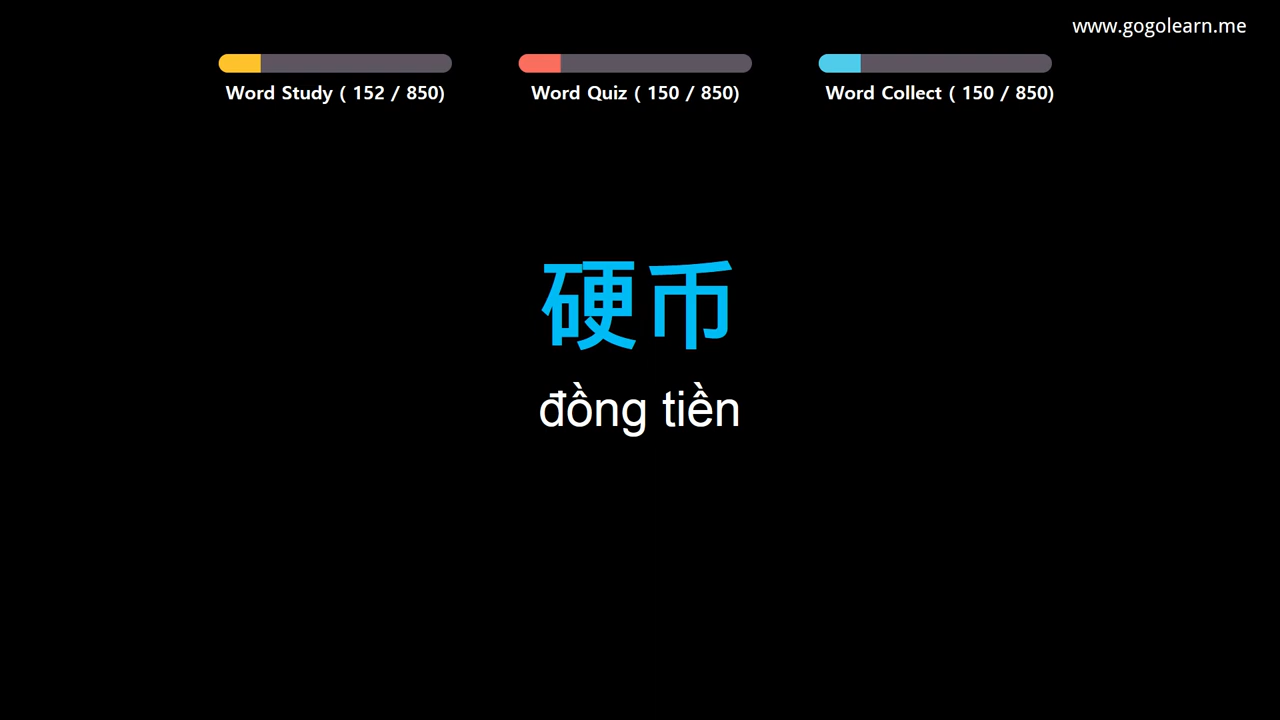 www.gogolearn.me
Word Study ( 152 / 850)
Word Quiz ( 150 / 850)
Word Collect ( 150 / 850)
硬币
đồng tiền